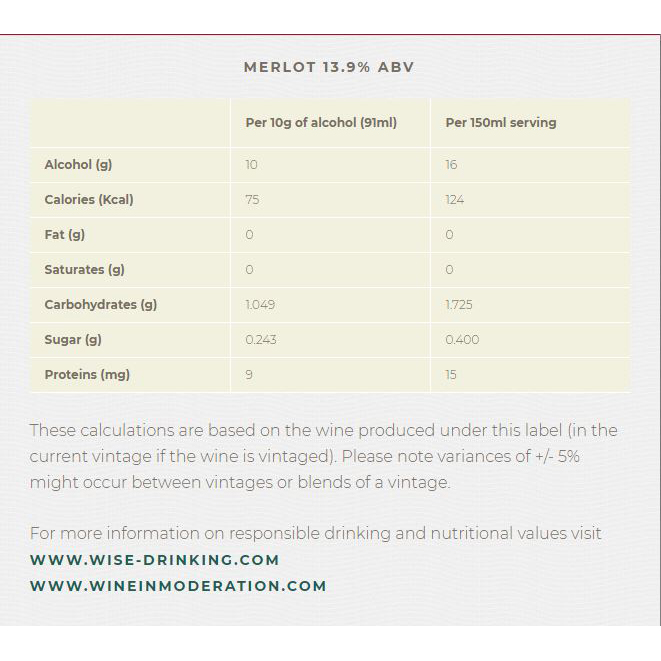 MERLOT 13.9% ABV
Per 10g of alcohol (91ml) Per 150ml serving
Alcohol (g) 10 16
Calories (Kcal) 75 124
Fat (g) 0 0
Saturates (g) 0 0
Carbohydrates (g) 1.049 1.725
Sugar (g) 0.243 0.400
Proteins (mg) 9 15
These calculations are based on the wine produced under this label (in the
current vintage if the wine is vintaged). Please note variances of +/- 5%
might occur between vintages or blends of a vintage.
For more information on responsible drinking and nutritional values visit
WWW.WISE-DRINKING.COM
WWW.WINEINMODERATION.COM